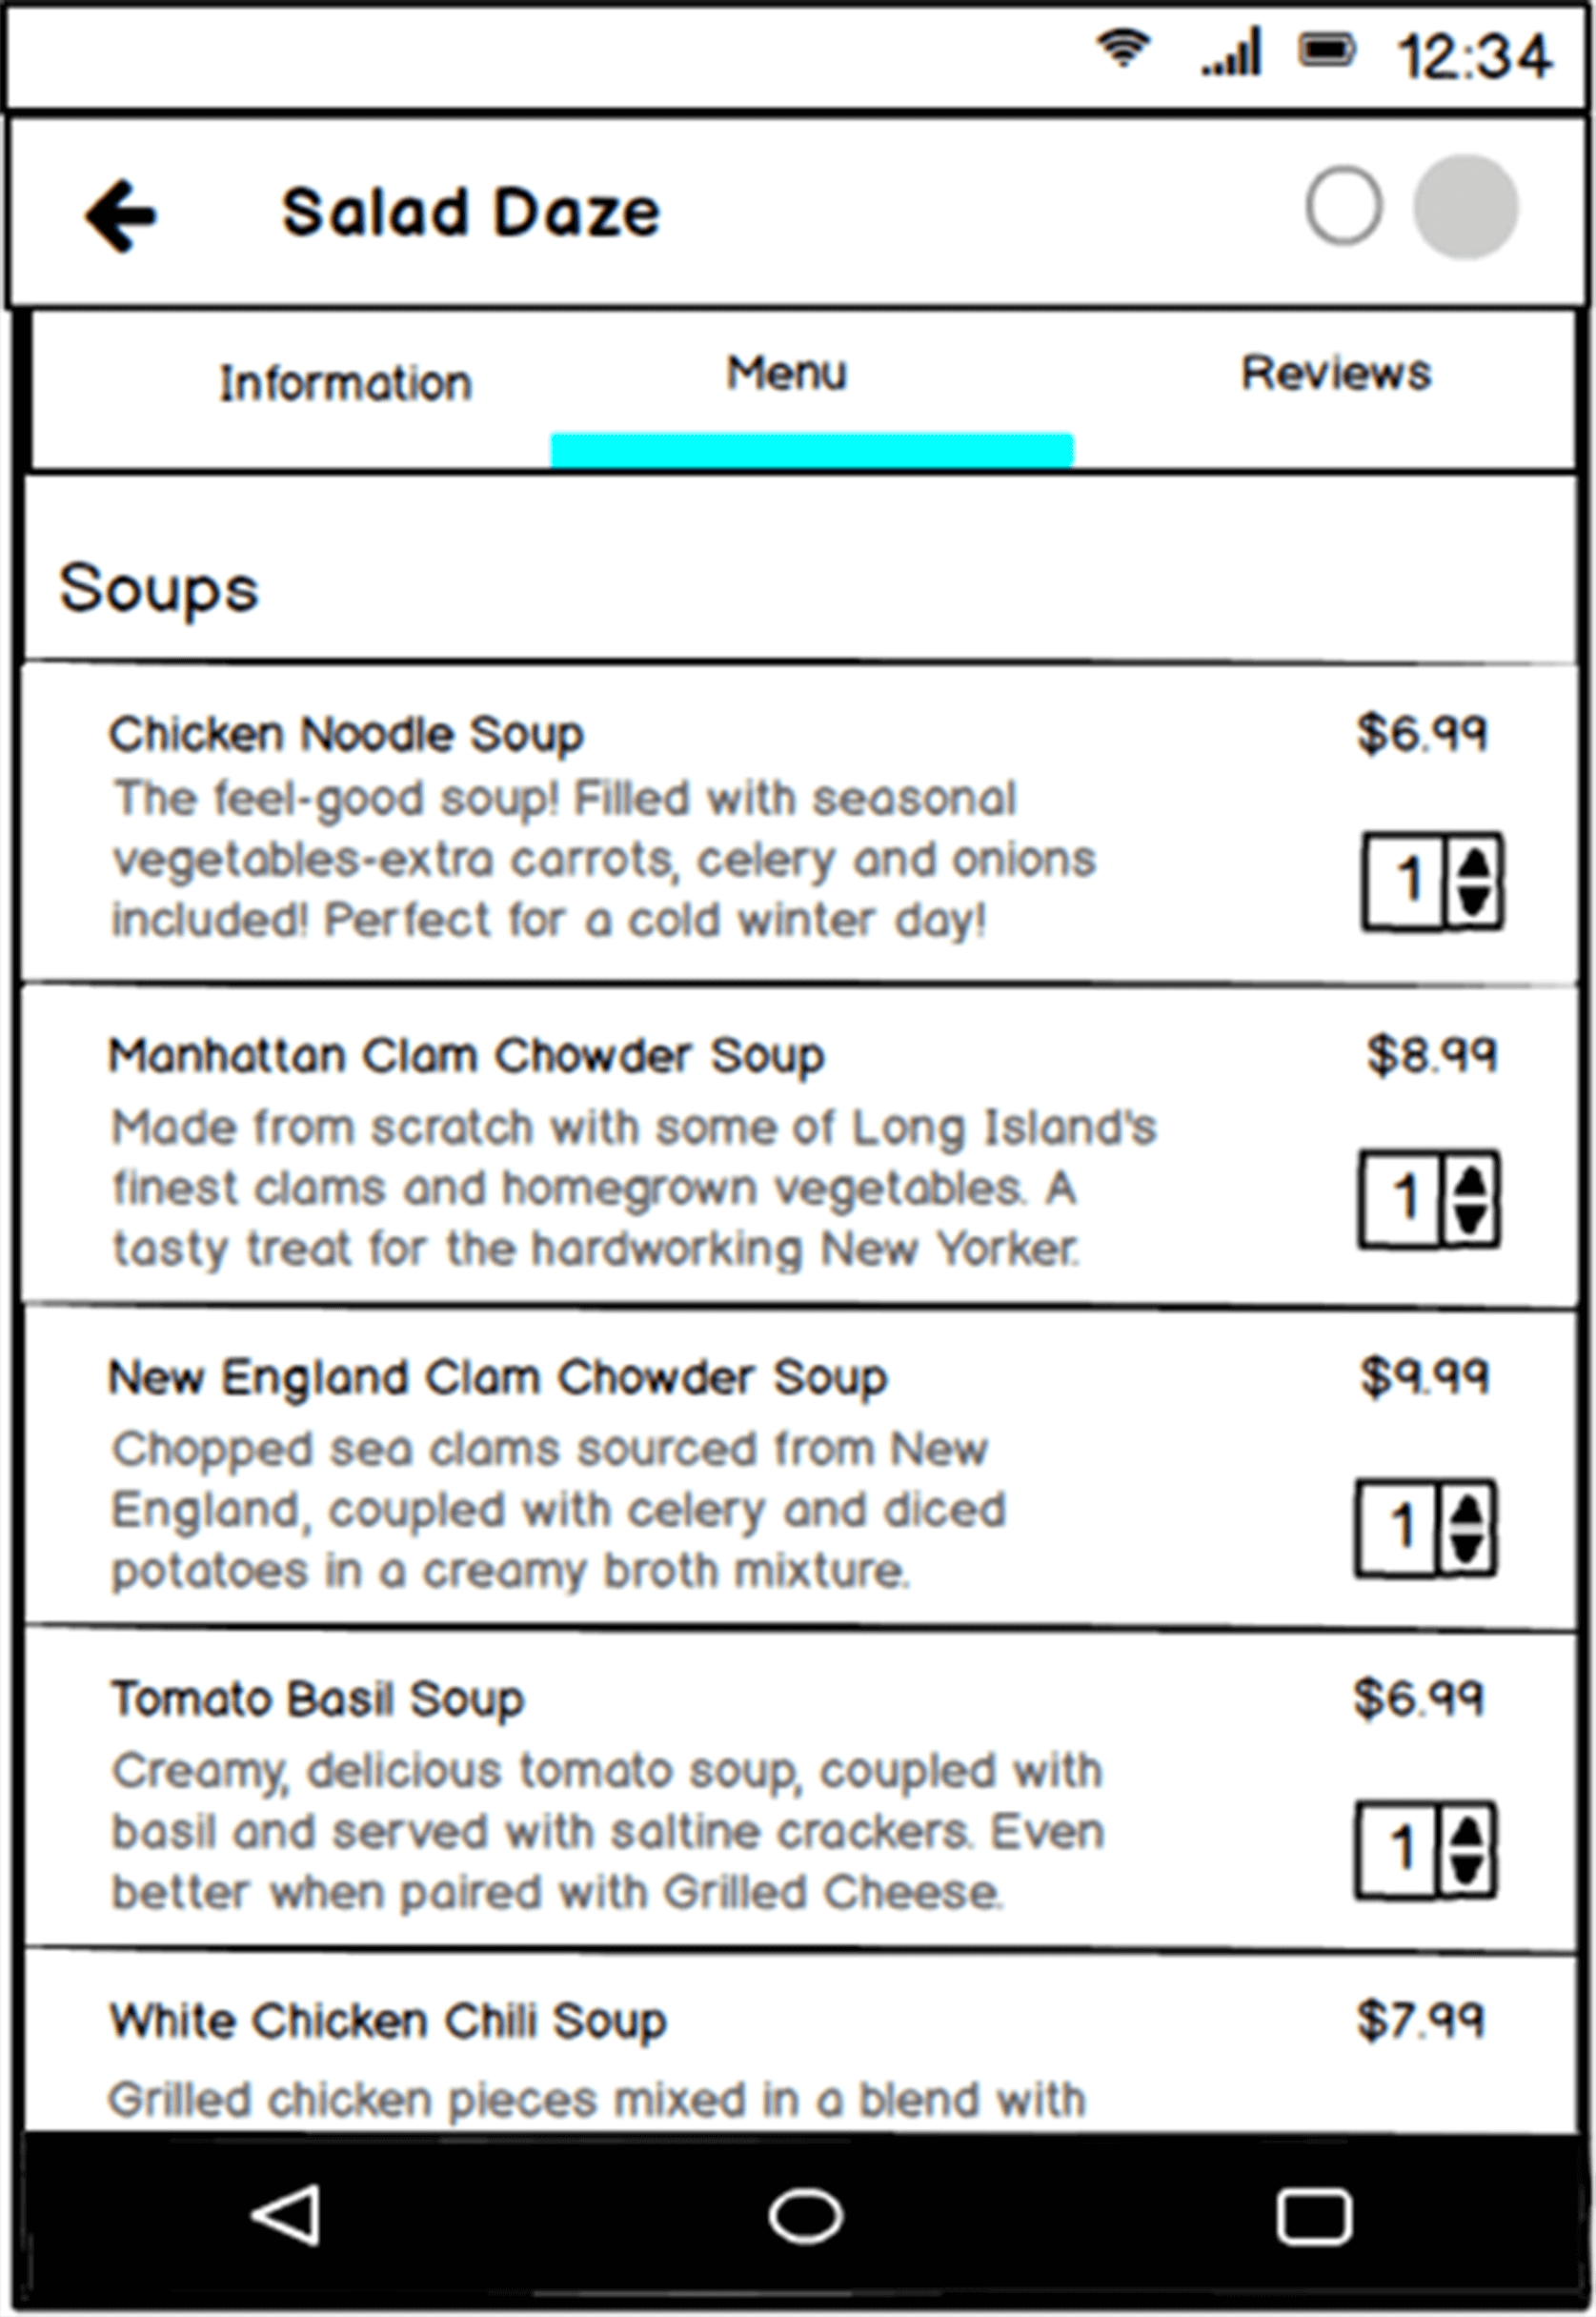 12:34
Salad Daze
Information Menu Reviews
Soups
Chicken Noodle Soup $6.99
The feel-good soup! Filled with seasonal
vegetables-extra carrots, celery and onions
included! Perfect for a cold winter day!
1
Manhattan Clam Chowder Soup $8.99
Made from scratch with some of Long Island's
finest clams and homegrown vegetables. A
tasty treat for the hardworking New Yorker.
1
New England Clam Chowder Soup $9.99
Chopped sea clams sourced from New
England, coupled with celery and diced
potatoes in a creamy broth mixture.
1
Tomato Basil Soup $6.99
Creamy, delicious tomato soup, coupled with
basil and served with saltine crackers. Even
better when paired with Grilled Cheese.
1
White Chicken Chili Soup $7.99
Grilled chicken pieces mixed in a blend with